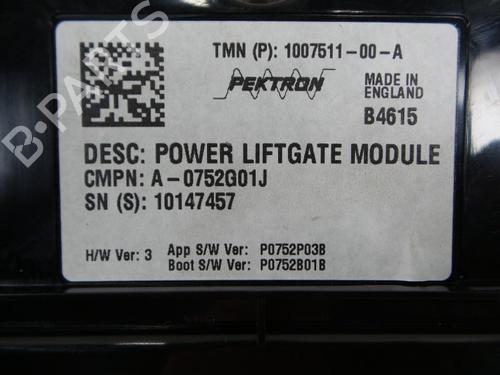 TMN (P): 1007511-00-A
PEKTRON
MADE IN
ENGLAND
B4615
DESC: POWER LIFTGATE MODULE
CMPN: A-0752G01J
SN (S): 10147457
H/W Ver: 3 App S/W Ver: P0752P03B
Boot S/W Ver: P0752B01B
B-PARTS